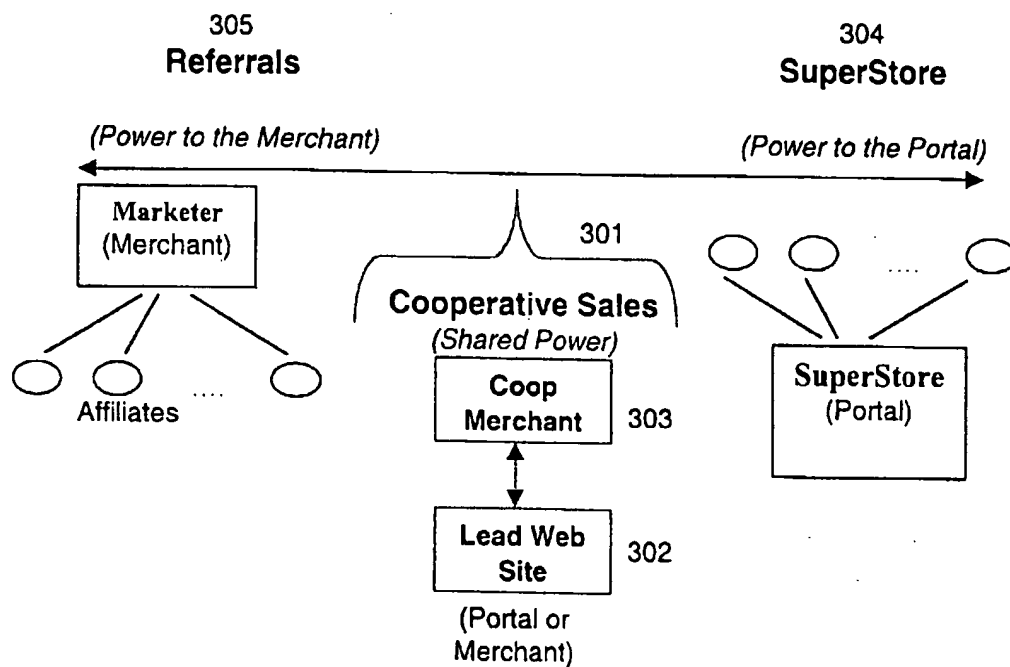 305
Referrals
304
SuperStore
(Power to the Merchant)
(Power to the Portal)
Marketer
(Merchant)
301
....
Cooperative Sales
(Shared Power)
Affiliates
....
Coop
Merchant
303
SuperStore
(Portal)
Lead Web
Site
302
(Portal or
Merchant)